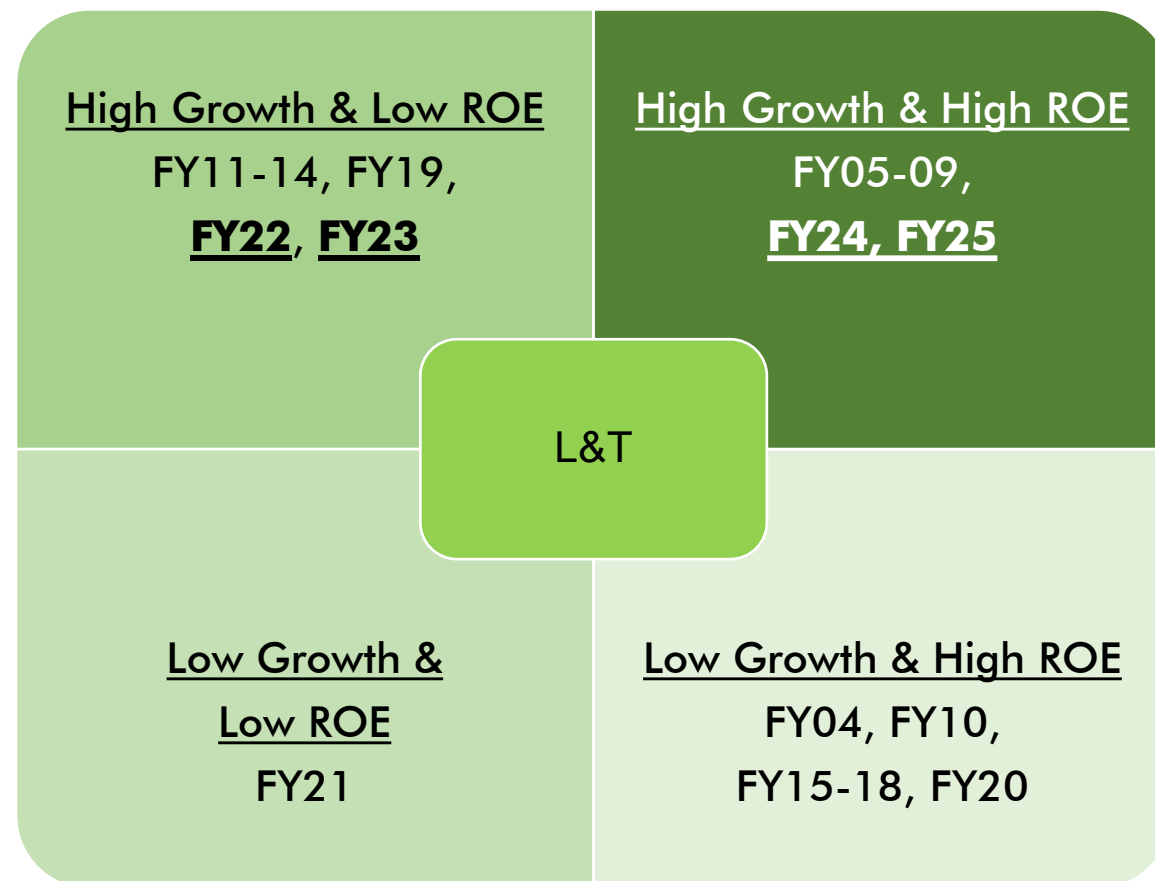 High Growth & Low ROE
FY11-14, FY19,
FY22, FY23
High Growth & High ROE
FY05-09,
FY24, FY25
L&T
Low Growth &
Low ROE
FY21
Low Growth & High ROE
FY04, FY10,
FY15-18, FY20